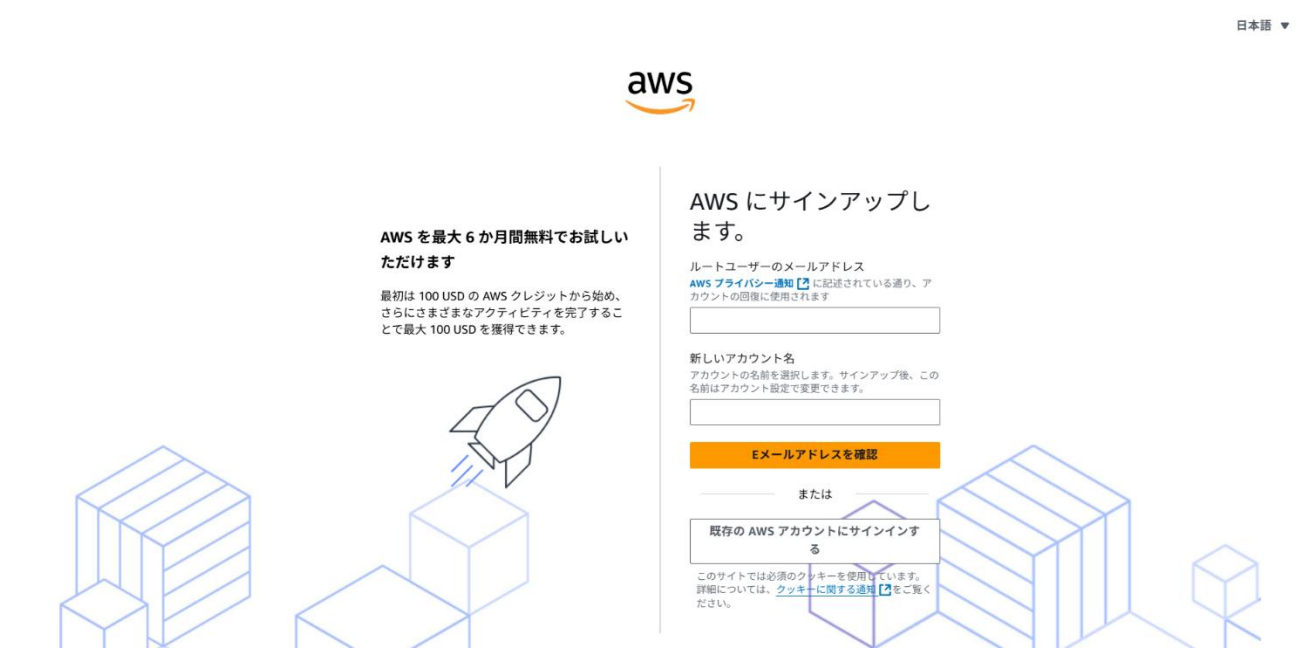 日本語
aws
AWS を最大 6 か月間無料でお試しい
ただけます
最初は 100 USD の AWS クレジットから始め、
さらにさまざまなアクティビティを完了するこ
とで最大 100 USD を獲得できます。
AWS にサインアップし
ます。
ルートユーザーのメールアドレス
AWS プライバシー通知 に記述されている通り、ア
カウントの回復に使用されます
新しいアカウント名
アカウントの名前を選択します。サインアップ後、この
名前はアカウント設定で変更できます。
Eメールアドレスを確認
または
既存の AWS アカウントにサインインす
る
このサイトでは必須のクッキーを使用しています。
詳細については、クッキーに関する通知 をご覧く
ださい。